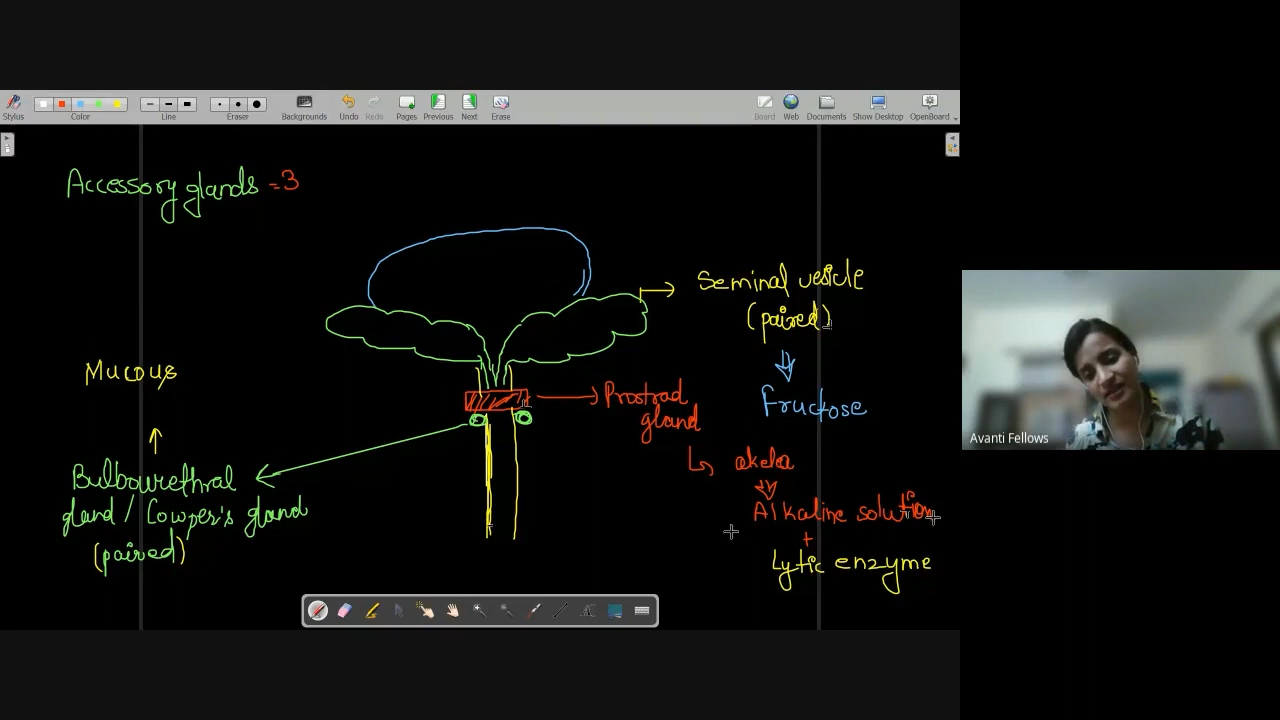 Stylus
Color
Line
Eraser
Backgrounds
Undo
Redo
Pages
Previous
Next
Erase
Board
Web
Documents
Show Desktop
OpenBoard
Accessory glands = 3
Seminal vesicle
(paired)
Fructose
Mucous
Prostrad
gland
akela
Alkaline solution
+
Lytic enzyme
Bulbourethral
gland / Cowper's gland
(paired)
Avanti Fellows